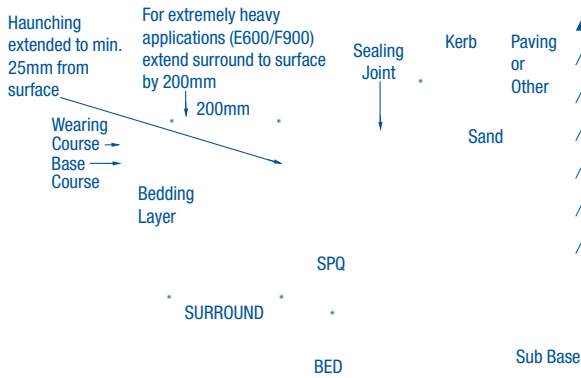 Haunching
extended to min.
25mm from
surface
For extremely heavy
applications (E600/F900)
extend surround to surface
by 200mm
200mm
Sealing
Joint
Kerb
Paving
or
Other
Sand
Wearing
Course
Base
Course
Bedding
Layer
SPQ
*
*
*
*
*
*
SURROUND
BED
Sub Base